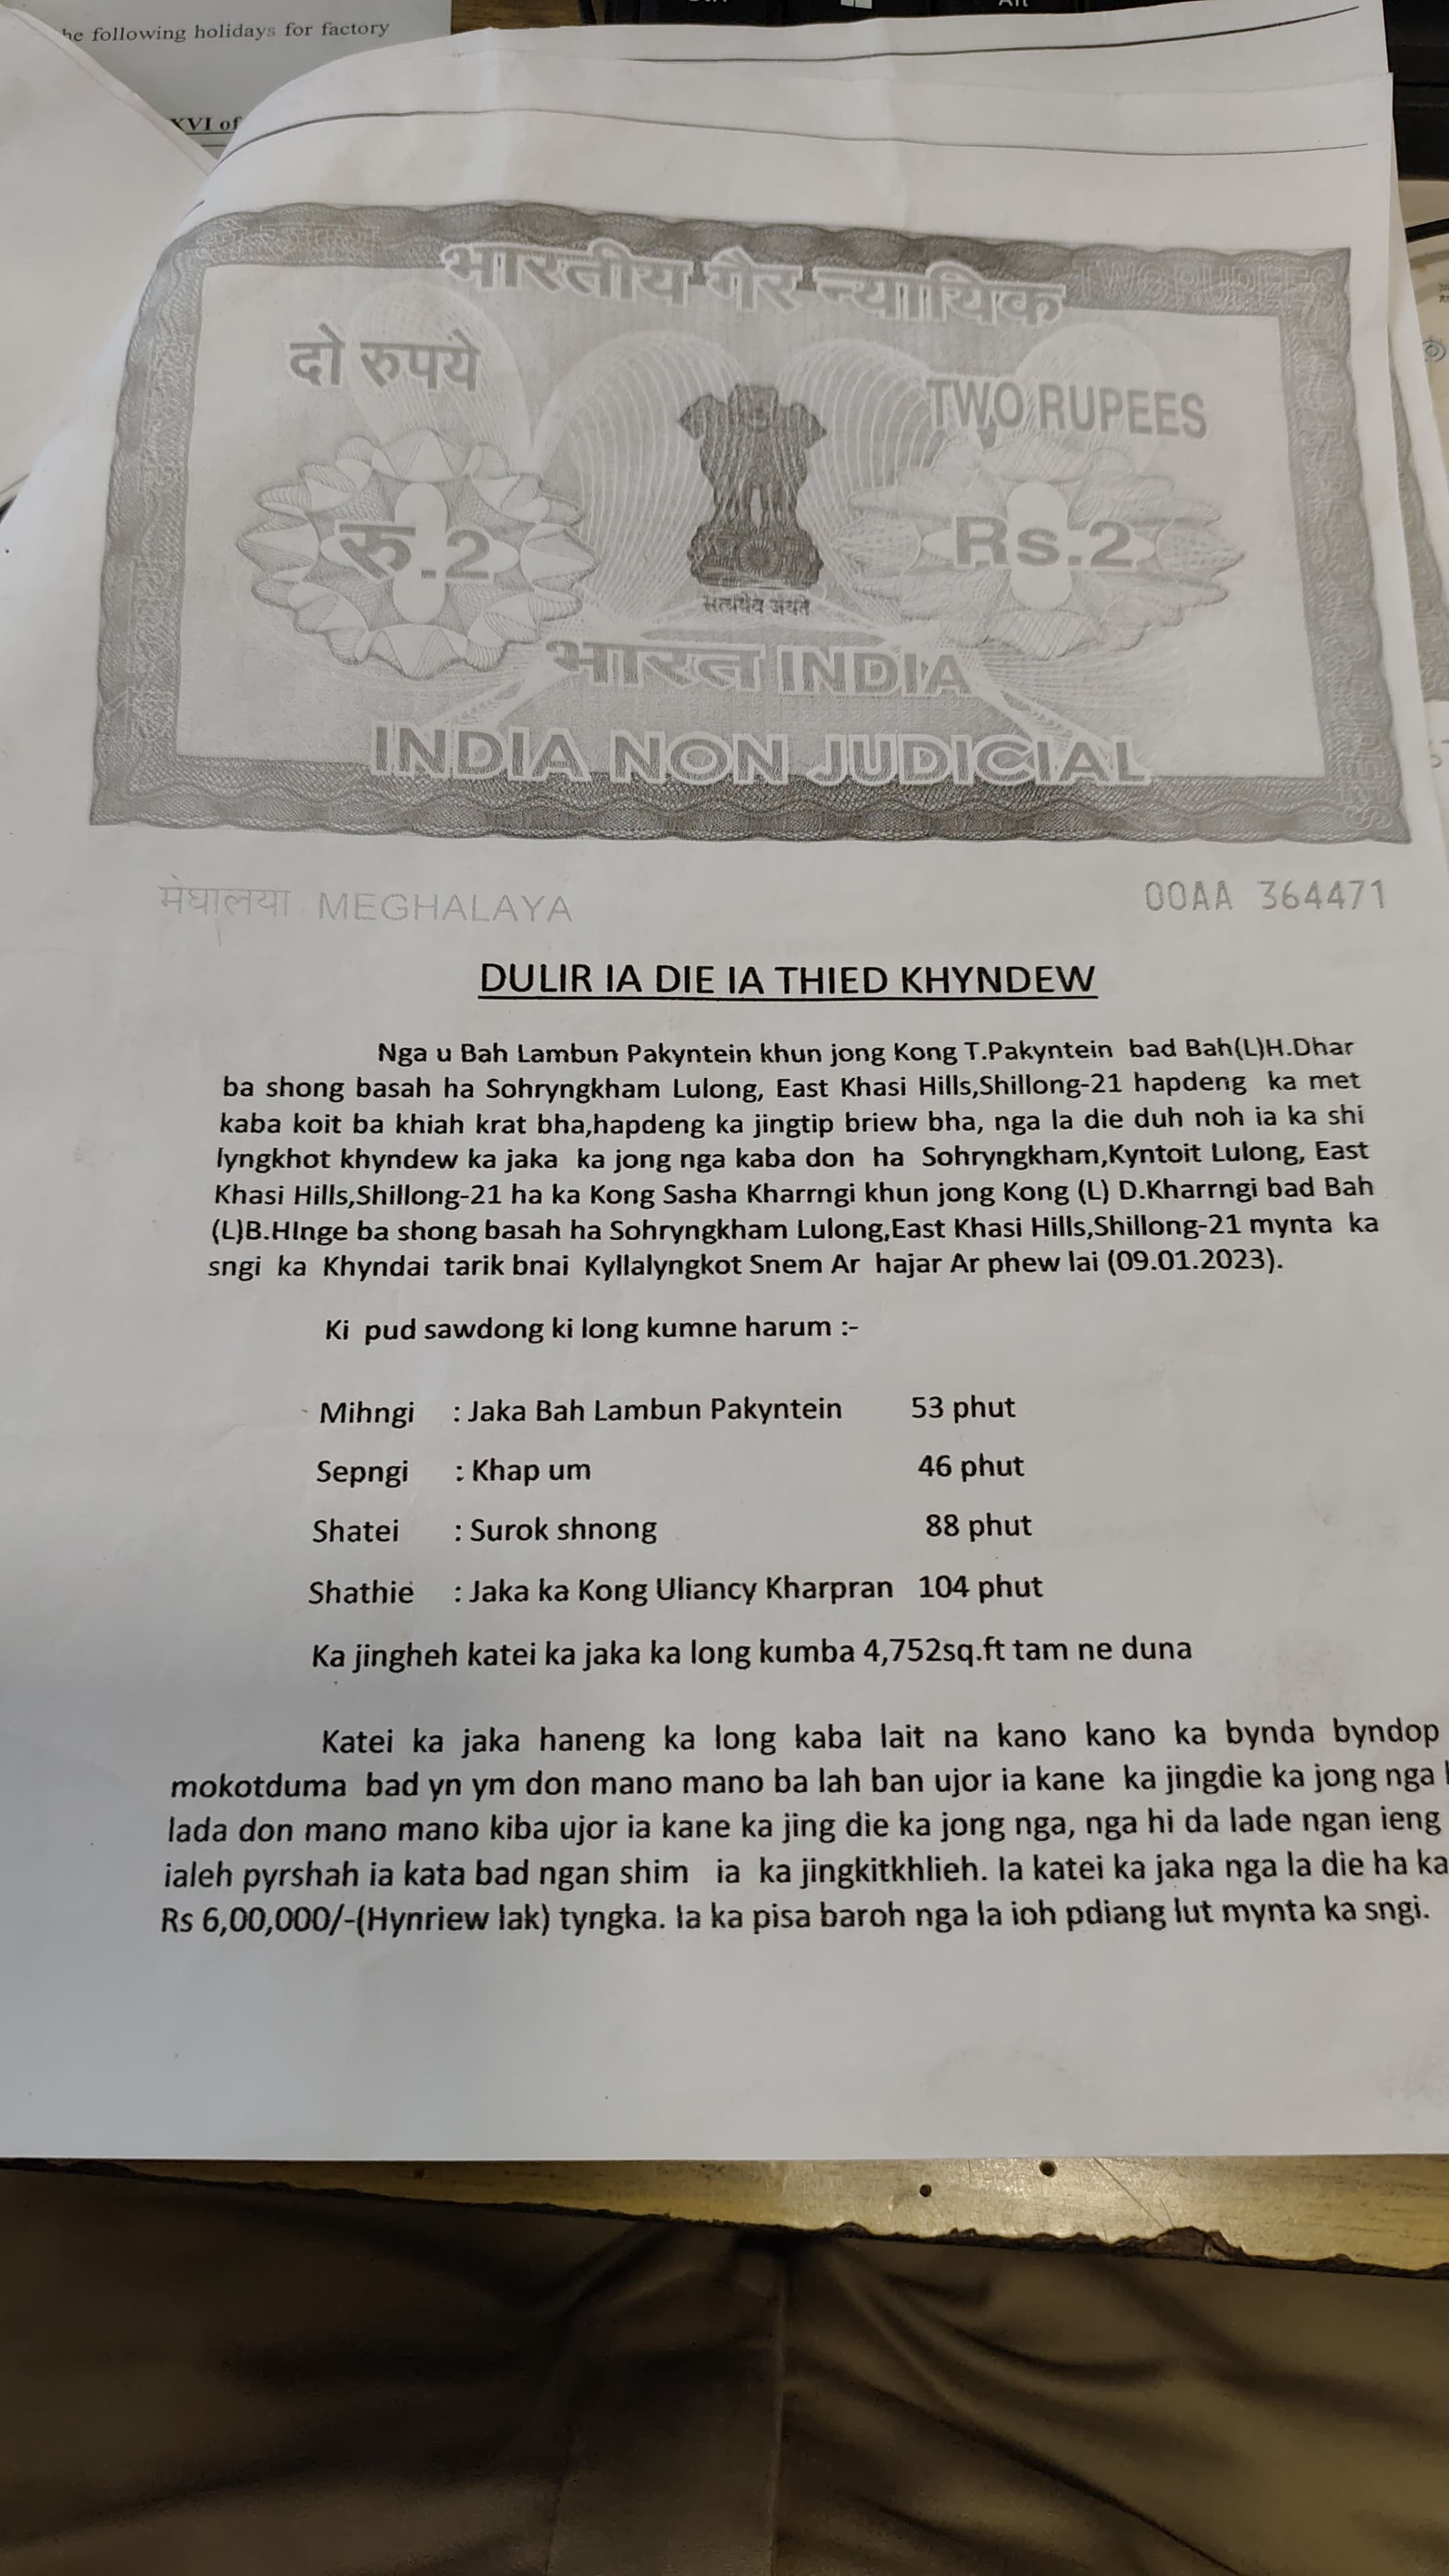 he following holidays for factory
XVI of
भारतीय गैर न्यायिक
दो रुपये
TWO RUPEES
रु.2
Rs.2
सत्यमेव जयते
भारत INDIA
INDIA NON JUDICIAL
मेघालया MEGHALAYA
00AA 364471
DULIR IA DIE IA THIED KHYNDEW
Nga u Bah Lambun Pakyntein khun jong Kong T.Pakyntein bad Bah(L)H.Dhar
ba shong basah ha Sohryngkham Lulong, East Khasi Hills,Shillong-21 hapdeng ka met
kaba koit ba khiah krat bha,hapdeng ka jingtip briew bha, nga la die duh noh ia ka shi
lyngkhot khyndew ka jaka ka jong nga kaba don ha Sohryngkham,Kyntoit Lulong, East
Khasi Hills,Shillong-21 ha ka Kong Sasha Kharrngi khun jong Kong (L) D.Kharrngi bad Bah
(L)B.HInge ba shong basah ha Sohryngkham Lulong,East Khasi Hills,Shillong-21 mynta ka
sngi ka Khyndai tarik bnai Kyllalyngkot Snem Ar hajar Ar phew lai (09.01.2023).
Ki pud sawdong ki long kumne harum :-
Mihngi : Jaka Bah Lambun Pakyntein 53 phut
Sepngi : Khap um 46 phut
Shatei : Surok shnong 88 phut
Shathie : Jaka ka Kong Uliancy Kharpran 104 phut
Ka jingheh katei ka jaka ka long kumba 4,752sq.ft tam ne duna
Katei ka jaka haneng ka long kaba lait na kano kano ka bynda byndop
mokotduma bad yn ym don mano mano ba lah ban ujor ia kane ka jingdie ka jong nga
lada don mano mano kiba ujor ia kane ka jing die ka jong nga, nga hi da lade ngan ieng
ialeh pyrshah ia kata bad ngan shim ia ka jingkitkhlieh. Ia katei ka jaka nga la die ha ka
Rs 6,00,000/-(Hynriew lak) tyngka. Ia ka pisa baroh nga la ioh pdiang lut mynta ka sngi.